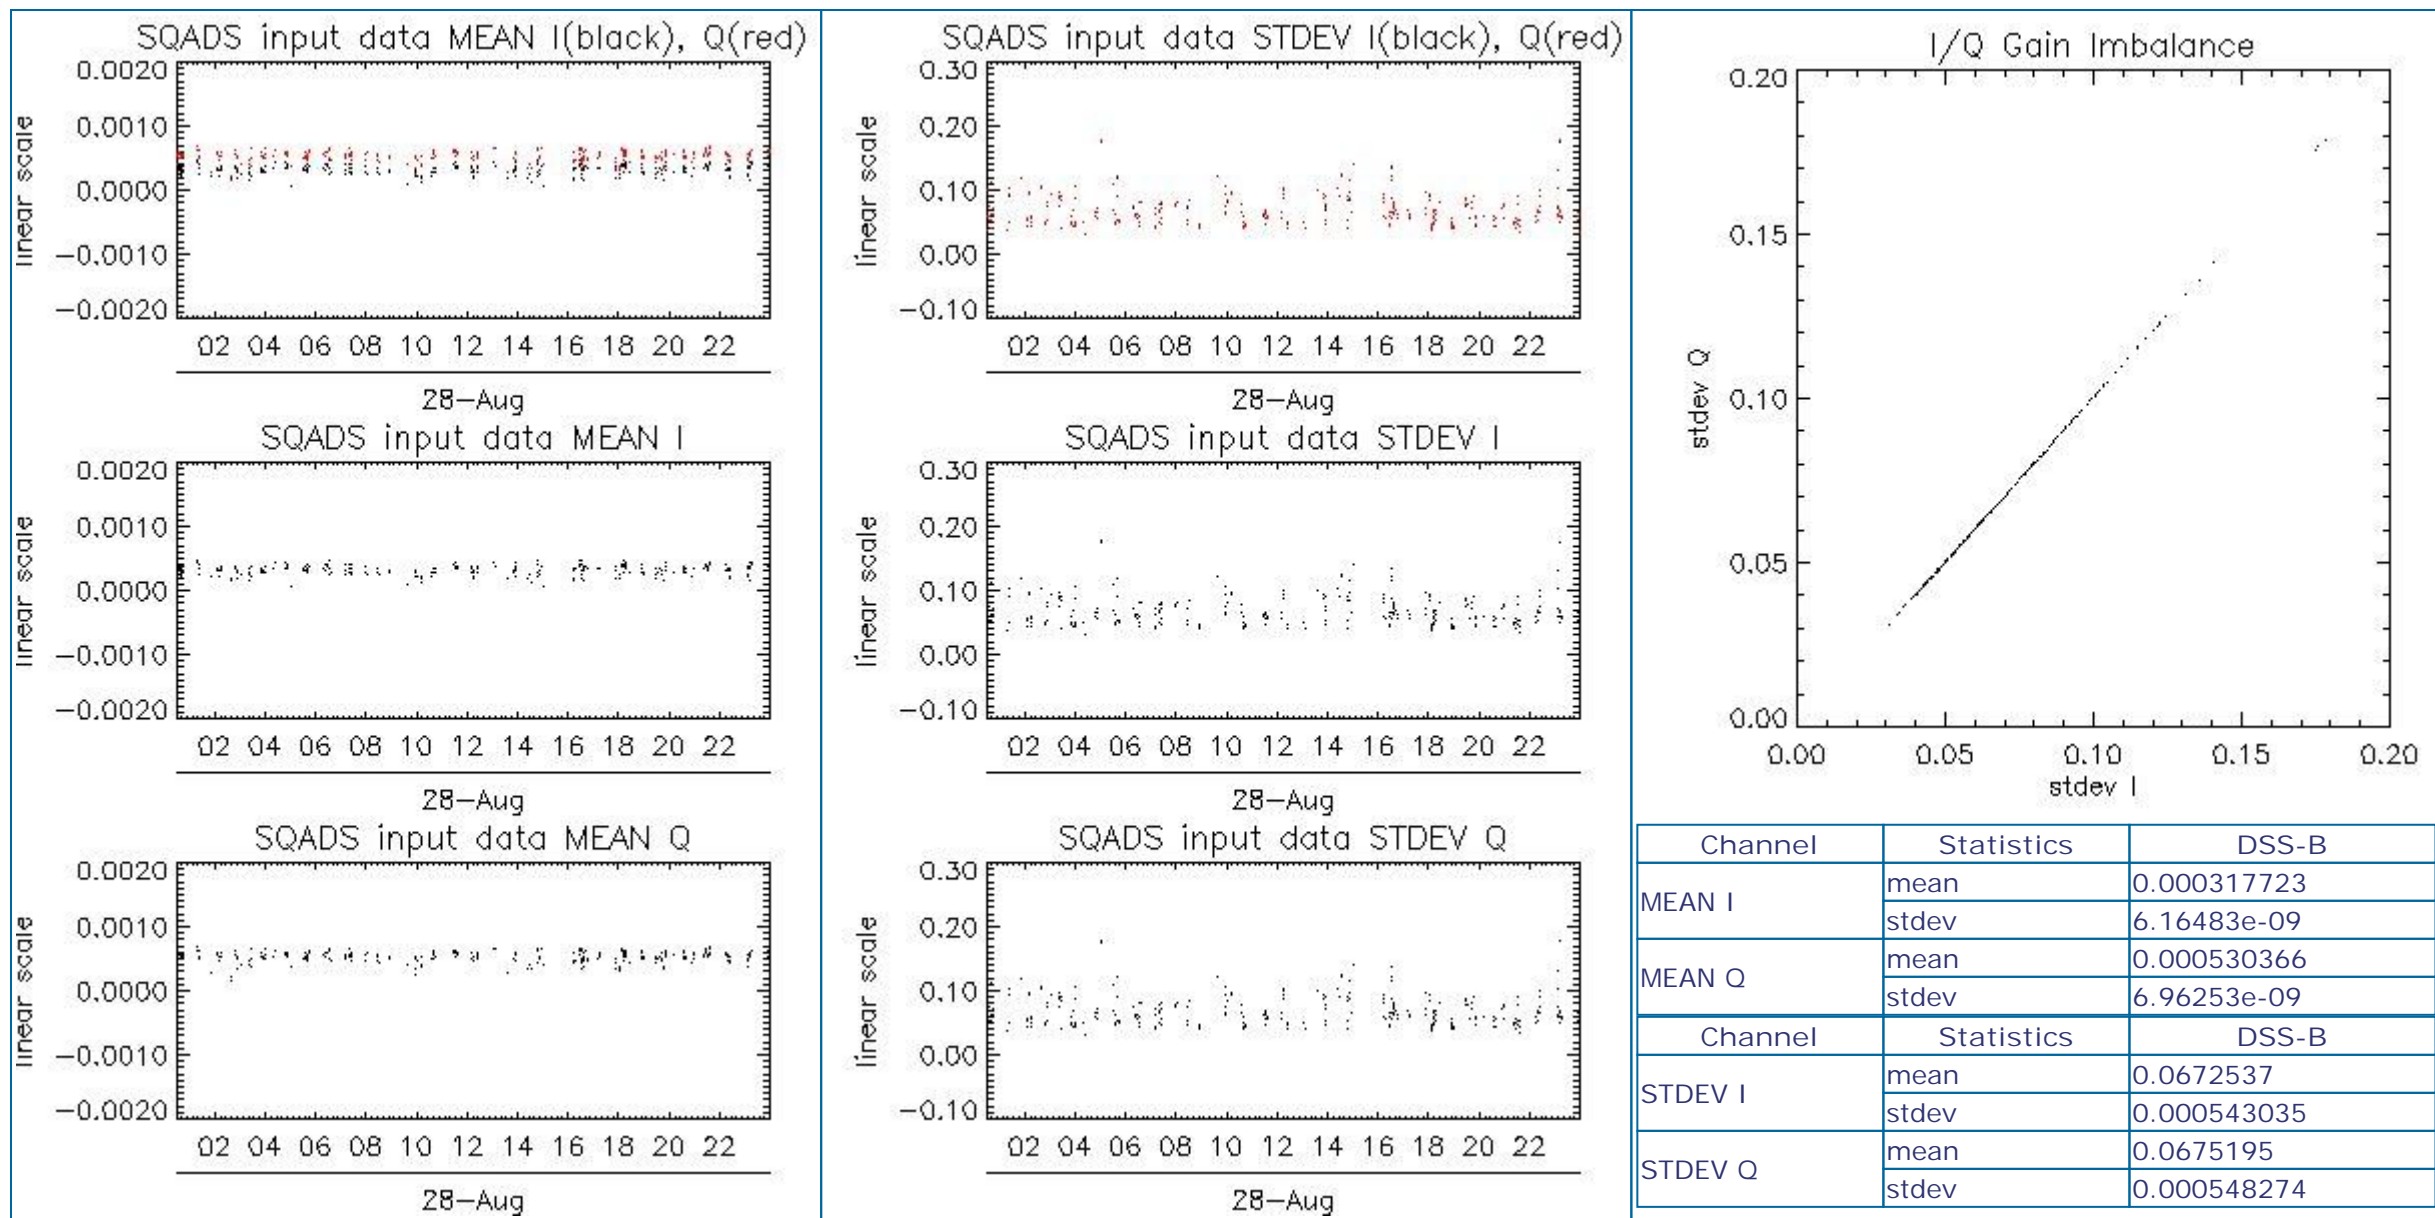 SQADS input data MEAN I(black), Q(red)
0.0020
0.0010
0.0000
−0.0010
−0.0020
linear scale
02 04 06 08 10 12 14 16 18 20 22
28−Aug
SQADS input data MEAN I
0.0020
0.0010
0.0000
−0.0010
−0.0020
linear scale
02 04 06 08 10 12 14 16 18 20 22
28−Aug
SQADS input data MEAN Q
0.0020
0.0010
0.0000
−0.0010
−0.0020
linear scale
02 04 06 08 10 12 14 16 18 20 22
28−Aug
SQADS input data STDEV I(black), Q(red)
0.30
0.20
0.10
0.00
−0.10
linear scale
02 04 06 08 10 12 14 16 18 20 22
28−Aug
SQADS input data STDEV I
0.30
0.20
0.10
0.00
−0.10
linear scale
02 04 06 08 10 12 14 16 18 20 22
28−Aug
SQADS input data STDEV Q
0.30
0.20
0.10
0.00
−0.10
linear scale
02 04 06 08 10 12 14 16 18 20 22
28−Aug
I/Q Gain Imbalance
0.20
0.15
0.10
0.05
0.00
stdev Q
0.00 0.05 0.10 0.15 0.20
stdev I
Channel Statistics DSS-B
MEAN I mean 0.000317723
stdev 6.16483e-09
MEAN Q mean 0.000530366
stdev 6.96253e-09
Channel Statistics DSS-B
STDEV I mean 0.0672537
stdev 0.000543035
STDEV Q mean 0.0675195
stdev 0.000548274